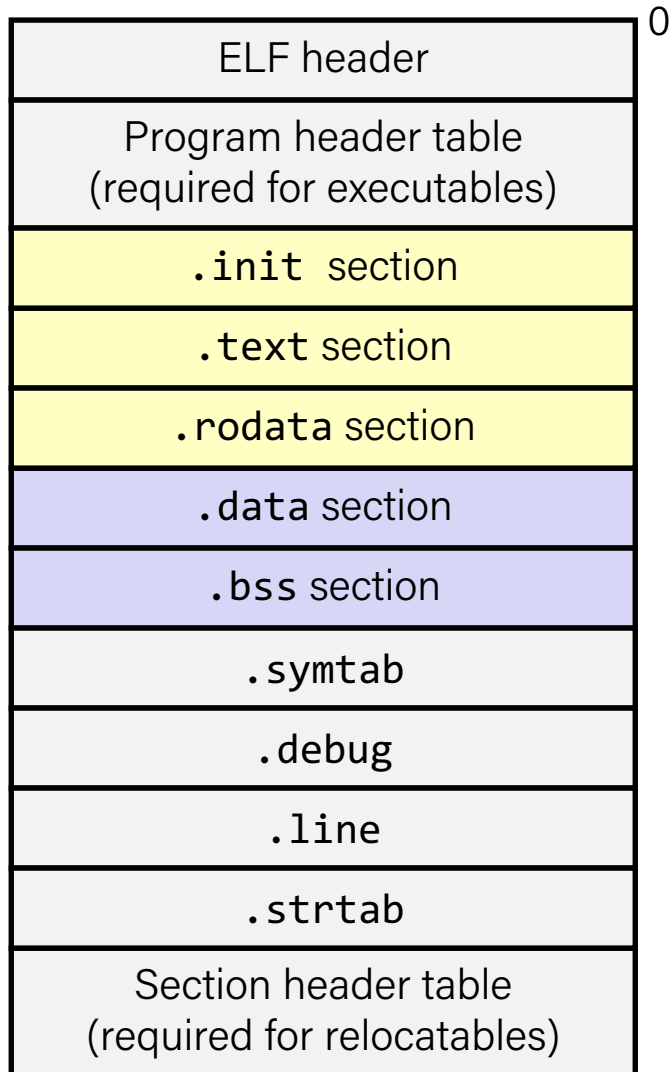 0
ELF header
Program header table
(required for executables)
.init section
.text section
.rodata section
.data section
.bss section
.symtab
.debug
.line
.strtab
Section header table
(required for relocatables)